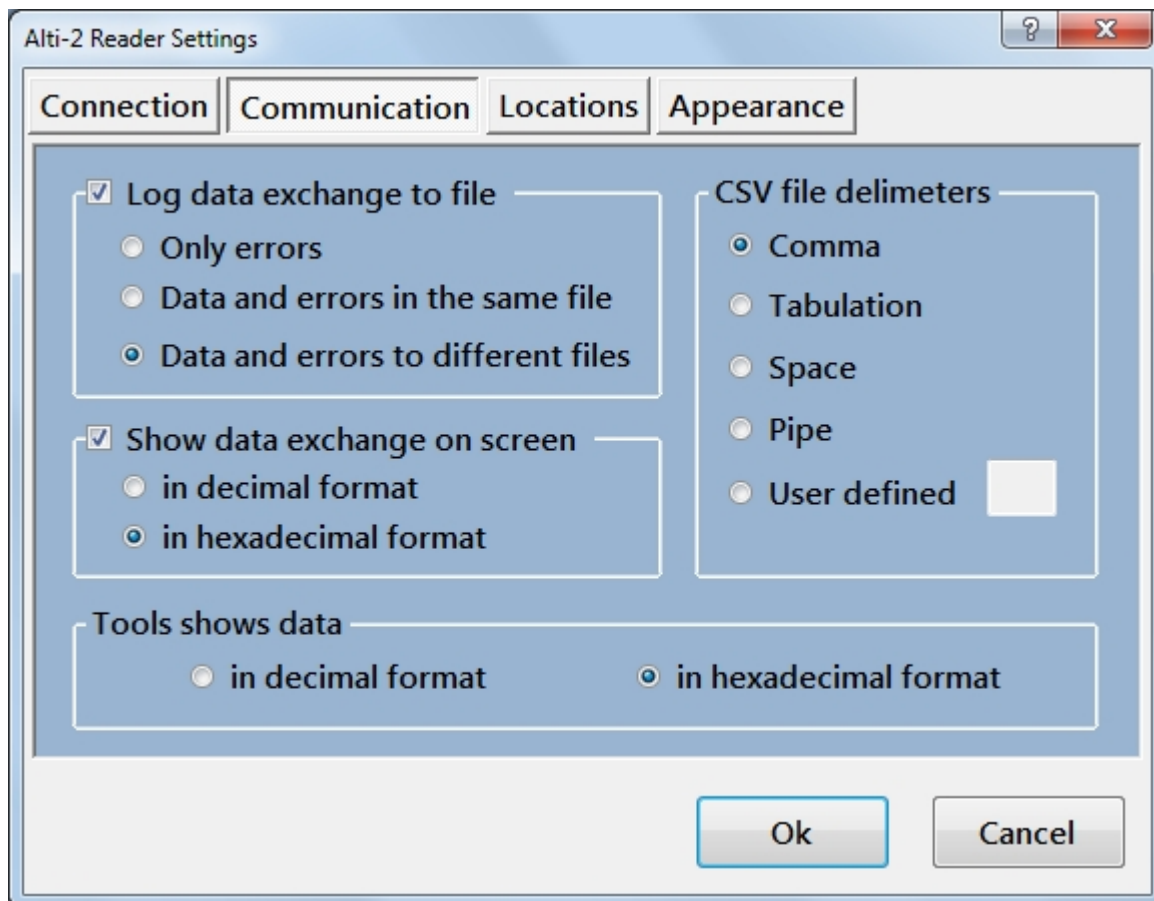 Alti-2 Reader Settings
Connection Communication Locations Appearance
Log data exchange to file
Only errors
Data and errors in the same file
Data and errors to different files
Show data exchange on screen
in decimal format
in hexadecimal format
CSV file delimeters
Comma
Tabulation
Space
Pipe
User defined
Tools shows data
in decimal format in hexadecimal format
Ok Cancel